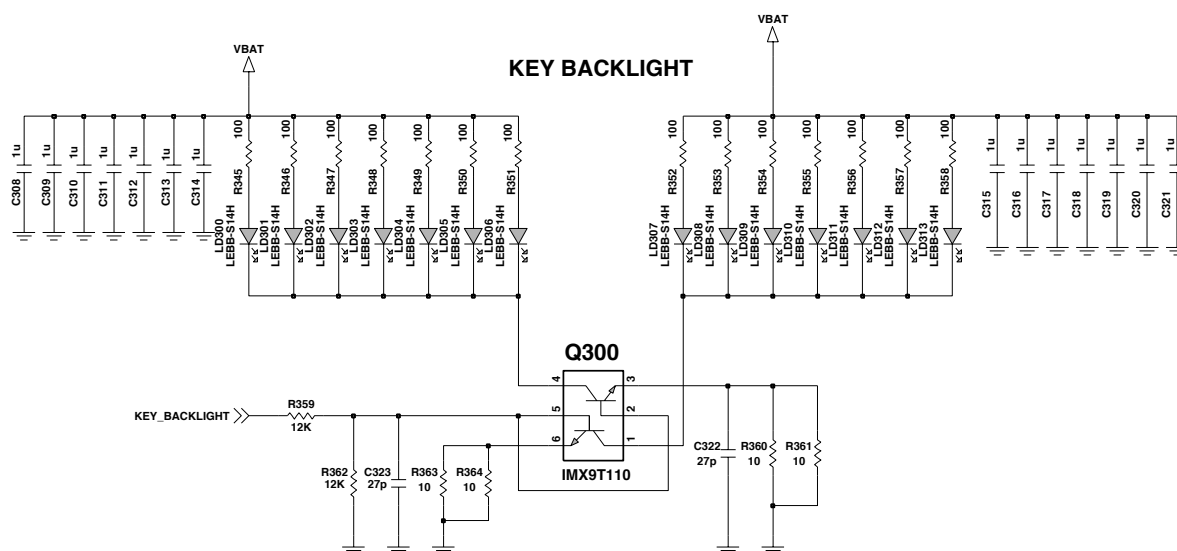 VBAT
VBAT
KEY BACKLIGHT
1u
C308
1u
C309
1u
C310
1u
C311
1u
C312
1u
C313
1u
C314
100
R345
100
R346
100
R347
100
R348
100
R349
100
R350
100
R351
100
R352
100
R353
100
R354
100
R355
100
R356
100
R357
100
R358
1u
C315
1u
C316
1u
C317
1u
C318
1u
C319
1u
C320
1u
C321
LD300
LEBB-S14H
LD301
LEBB-S14H
LD302
LEBB-S14H
LD303
LEBB-S14H
LD304
LEBB-S14H
LD305
LEBB-S14H
LD306
LEBB-S14H
LD307
LEBB-S14H
LD308
LEBB-S14H
LD309
LEBB-S14H
LD310
LEBB-S14H
LD311
LEBB-S14H
LD312
LEBB-S14H
LD313
LEBB-S14H
Q300
4
3
5
2
6
1
IMX9T110
KEY_BACKLIGHT
R359
12K
R362
12K
C323
27p
R363
10
R364
10
C322
27p
R360
10
R361
10